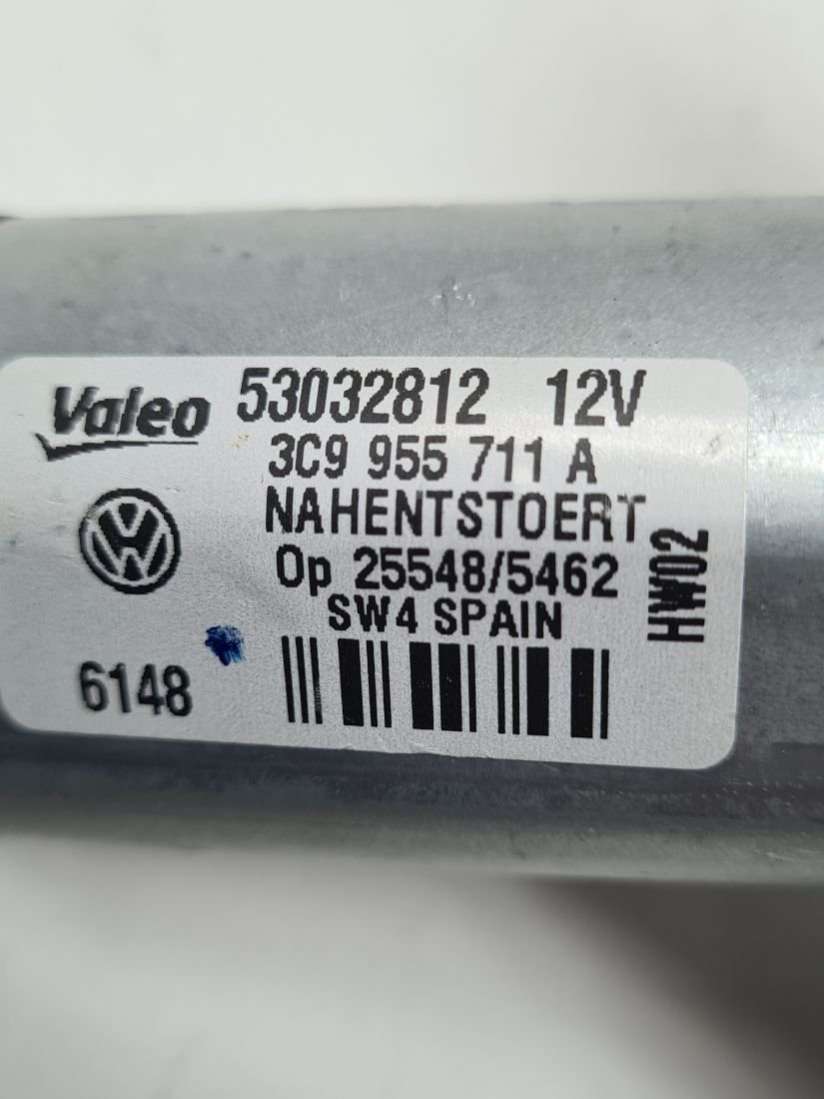 Valeo 53032812 12V
3C9 955 711 A
NAHENTSTOERT
Op 25548/5462
SW4 SPAIN
HW02
6148